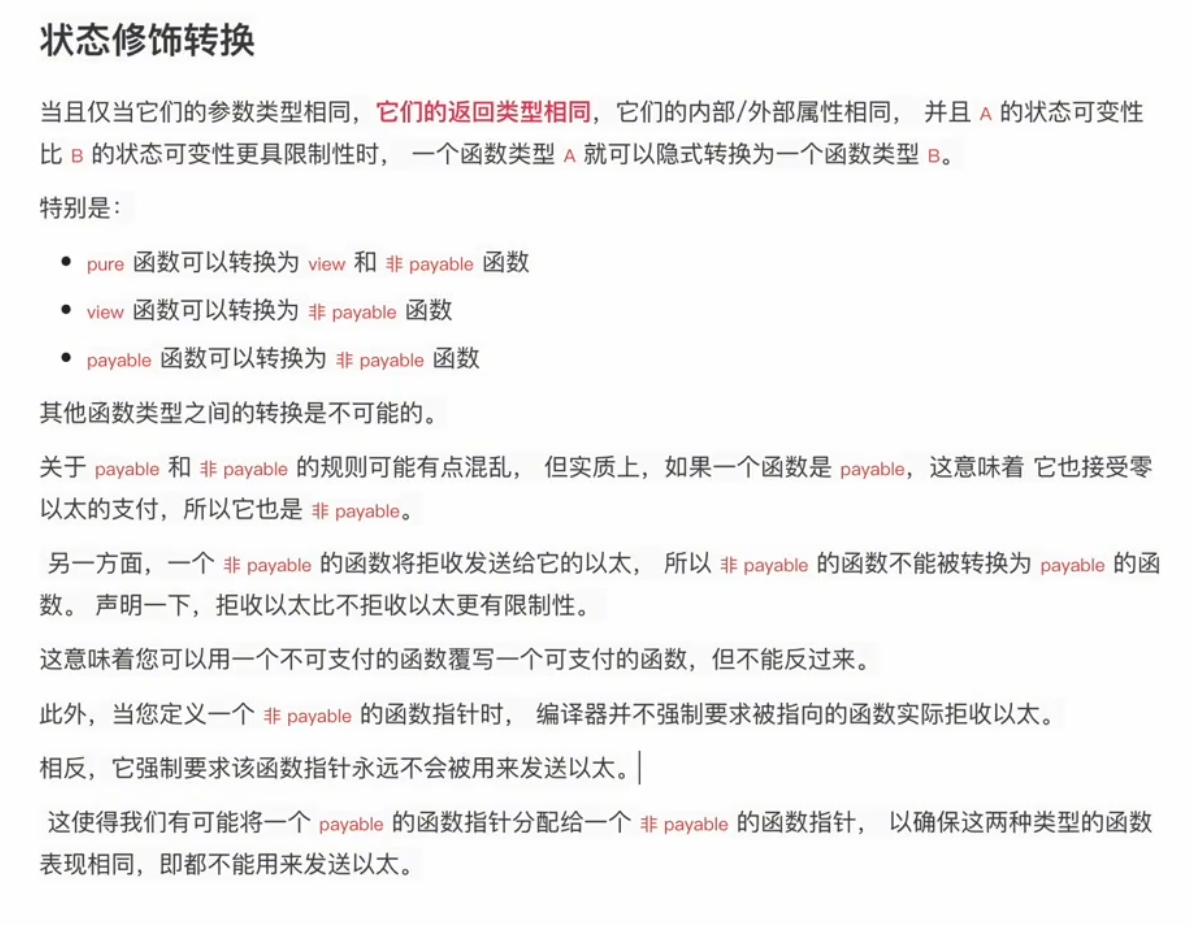 状态修饰转换
当且仅当它们的参数类型相同，它们的返回类型相同，它们的内部/外部属性相同， 并且 A 的状态可变性
比 B 的状态可变性更具限制性时， 一个函数类型 A 就可以隐式转换为一个函数类型 B。
特别是：
• pure 函数可以转换为 view 和 非 payable 函数
• view 函数可以转换为 非 payable 函数
• payable 函数可以转换为 非 payable 函数
其他函数类型之间的转换是不可能的。
关于 payable 和 非 payable 的规则可能有点混乱， 但实质上，如果一个函数是 payable，这意味着 它也接受零
以太的支付，所以它也是 非 payable。
另一方面，一个 非 payable 的函数将拒收发送给它的以太， 所以 非 payable 的函数不能被转换为 payable 的函
数。 声明一下，拒收以太比不拒收以太更有限制性。
这意味着您可以用一个不可支付的函数覆写一个可支付的函数，但不能反过来。
此外，当您定义一个 非 payable 的函数指针时， 编译器并不强制要求被指向的函数实际拒收以太。
相反，它强制要求该函数指针永远不会被用来发送以太。
这使得我们有可能将一个 payable 的函数指针分配给一个 非 payable 的函数指针， 以确保这两种类型的函数
表现相同，即都不能用来发送以太。